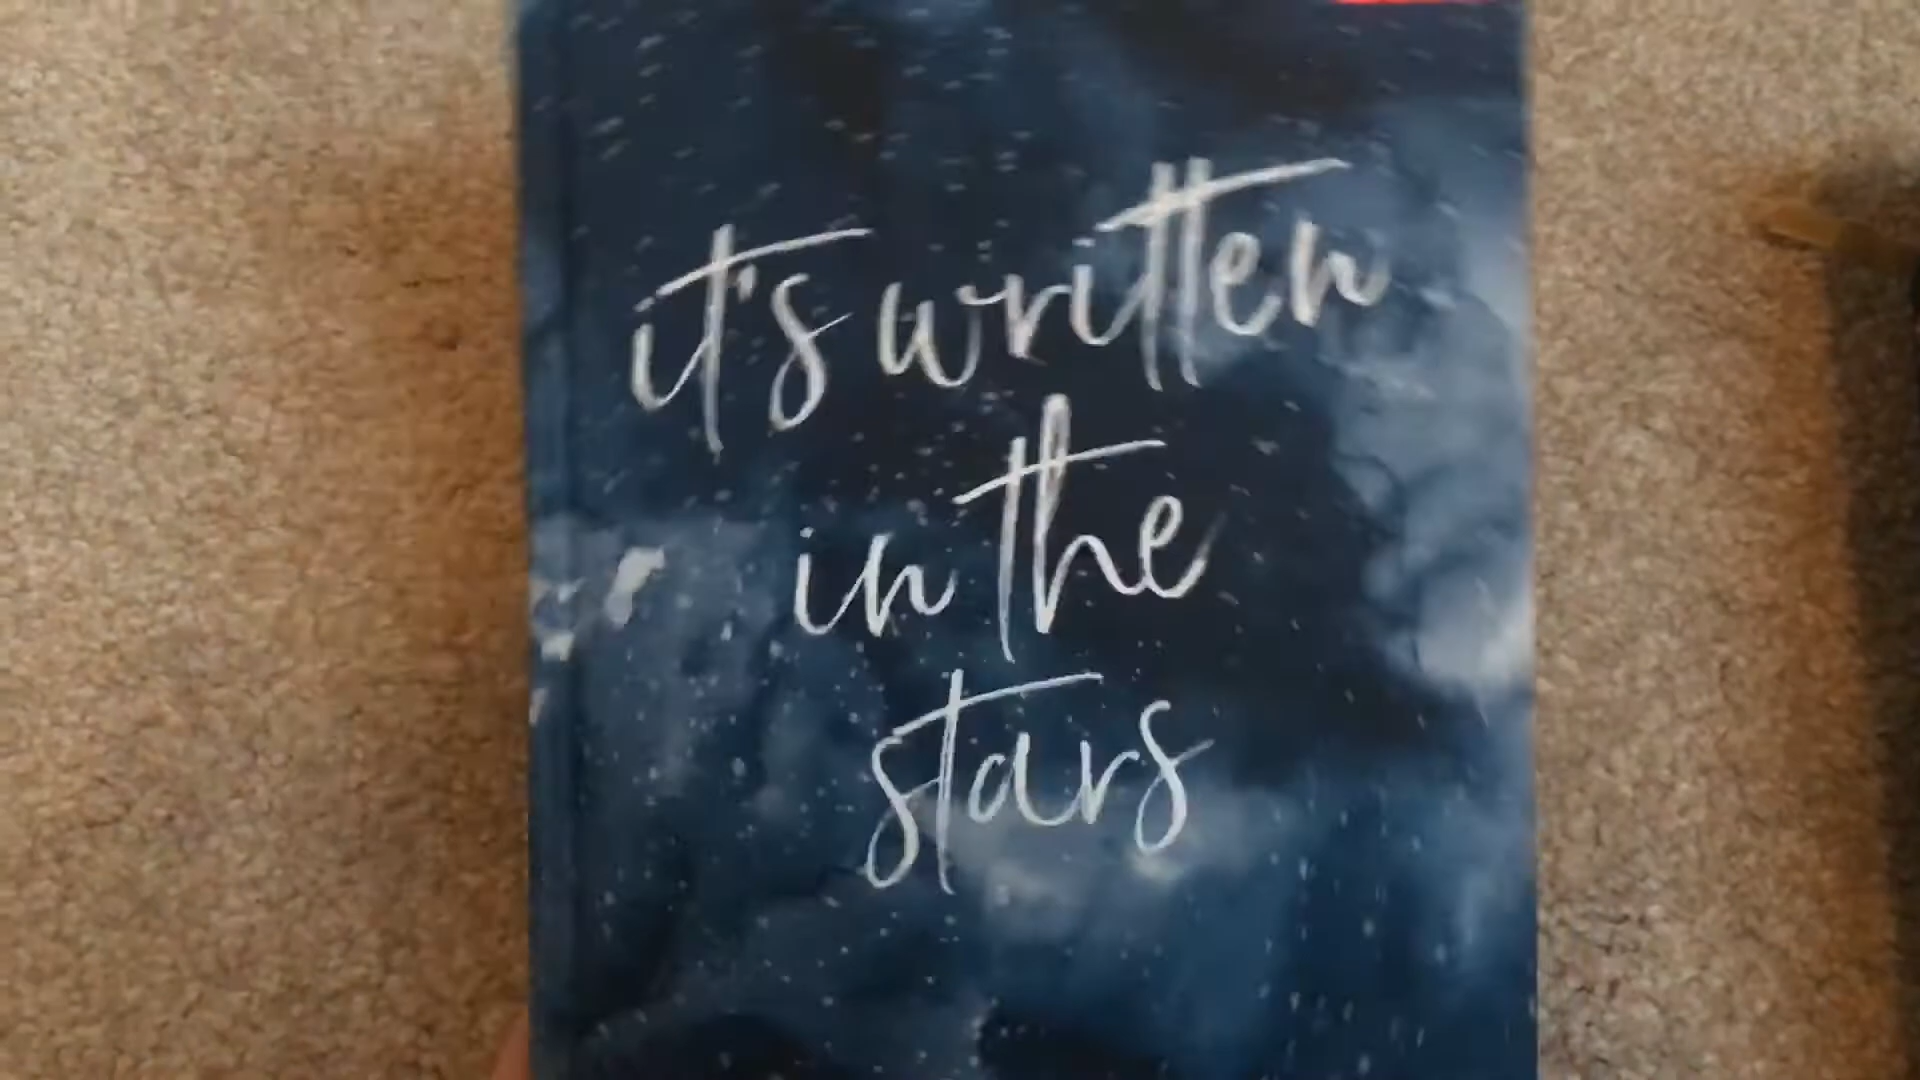 it's written
in the
stars